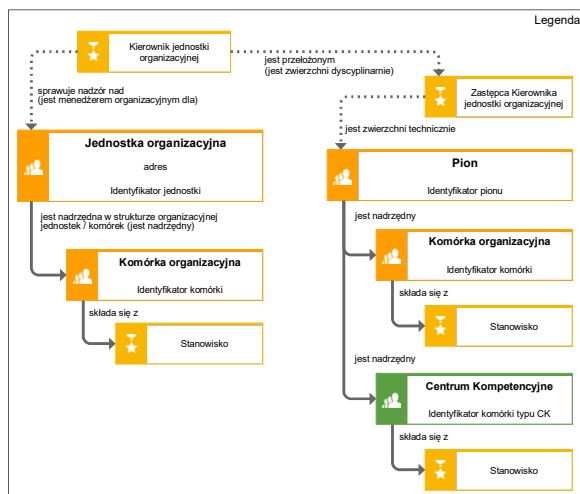 Legenda
Kierownik jednostki
organizacyjnej
jest przełożonym
(jest zwierzchni dyscyplinarnie)
sprawuje nadzór nad
(jest menedżerem organizacyjnym dla)
Zastępca Kierownika
jednostki organizacyjnej
jest zwierzchni technicznie
Jednostka organizacyjna
adres
Identyfikator jednostki
Pion
Identyfikator pionu
jest nadrzędna w strukturze organizacyjnej
jednostek / komórek (jest nadrzędny)
jest nadrzędny
Komórka organizacyjna
Identyfikator komórki
Komórka organizacyjna
Identyfikator komórki
składa się z
Stanowisko
składa się z
Stanowisko
jest nadrzędny
Centrum Kompetencyjne
Identyfikator komórki typu CK
składa się z
Stanowisko